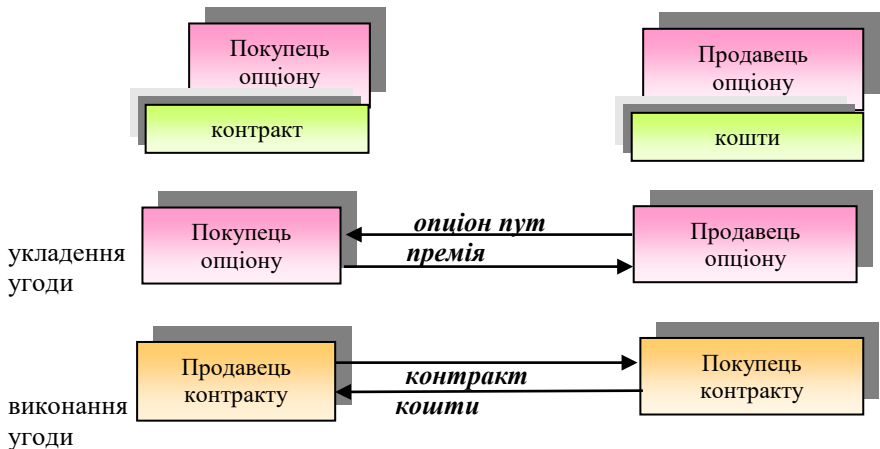 Покупець
опціону
Продавець
опціону
контракт
кошти
укладення
угоди
Покупець
опціону
опціон пут
премія
Продавець
опціону
виконання
угоди
Продавець
контракту
контракт
кошти
Покупець
контракту